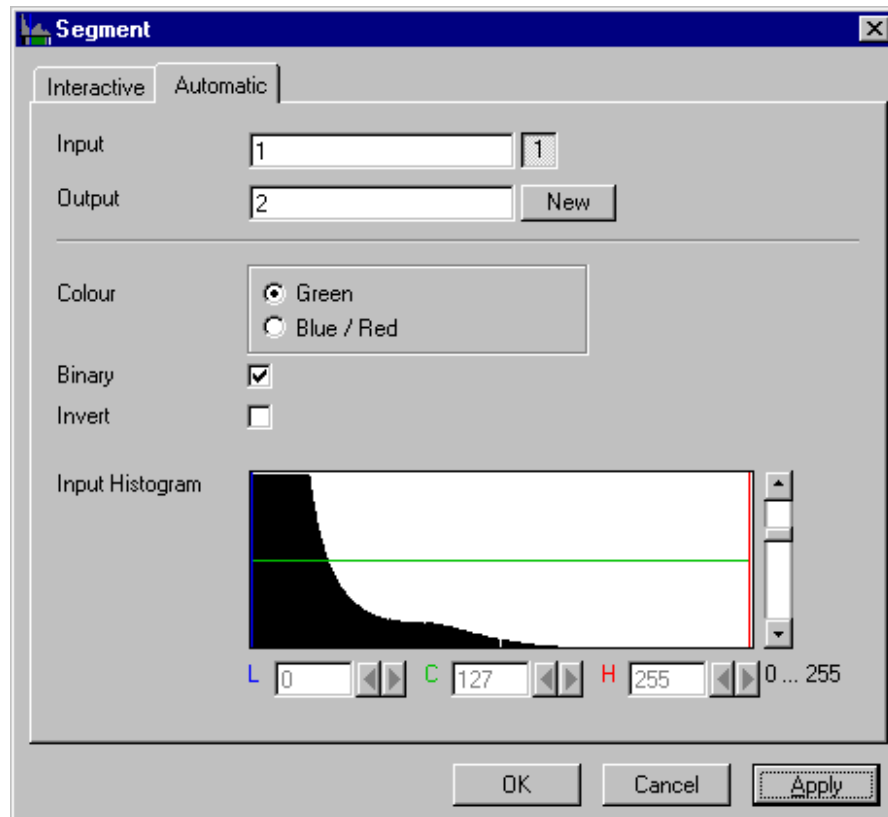 Segment
Interactive Automatic
Input 1 1
Output 2 New
Colour Green
Blue / Red
Binary
Invert
Input Histogram
L 0 C 127 H 255 0 ... 255
OK Cancel Apply